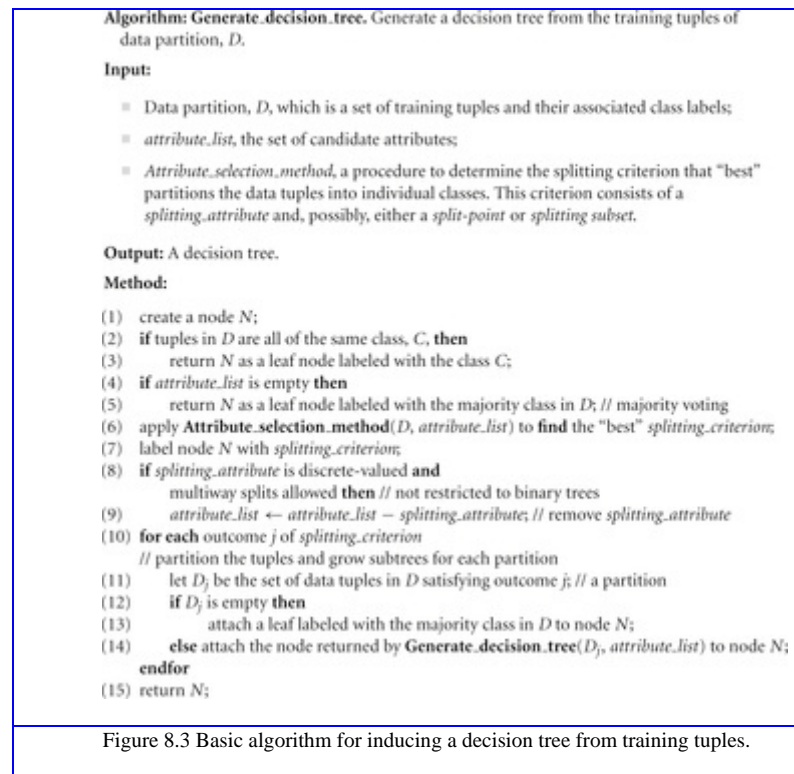 Algorithm: Generate_decision_tree. Generate a decision tree from the training tuples of
data partition, D.
Input:
Data partition, D, which is a set of training tuples and their associated class labels;
attribute_list, the set of candidate attributes;
Attribute_selection_method, a procedure to determine the splitting criterion that “best”
partitions the data tuples into individual classes. This criterion consists of a
splitting_attribute and, possibly, either a split-point or splitting subset.
Output: A decision tree.
Method:
(1) create a node N;
(2) if tuples in D are all of the same class, C, then
(3) return N as a leaf node labeled with the class C;
(4) if attribute_list is empty then
(5) return N as a leaf node labeled with the majority class in D; // majority voting
(6) apply Attribute_selection_method(D, attribute_list) to find the “best” splitting_criterion;
(7) label node N with splitting_criterion;
(8) if splitting_attribute is discrete-valued and
multiway splits allowed then // not restricted to binary trees
(9) attribute_list ← attribute_list − splitting_attribute; // remove splitting_attribute
(10) for each outcome j of splitting_criterion
// partition the tuples and grow subtrees for each partition
(11) let Dj be the set of data tuples in D satisfying outcome j; // a partition
(12) if Dj is empty then
(13) attach a leaf labeled with the majority class in D to node N;
(14) else attach the node returned by Generate_decision_tree(Dj, attribute_list) to node N;
endfor
(15) return N;
Figure 8.3 Basic algorithm for inducing a decision tree from training tuples.